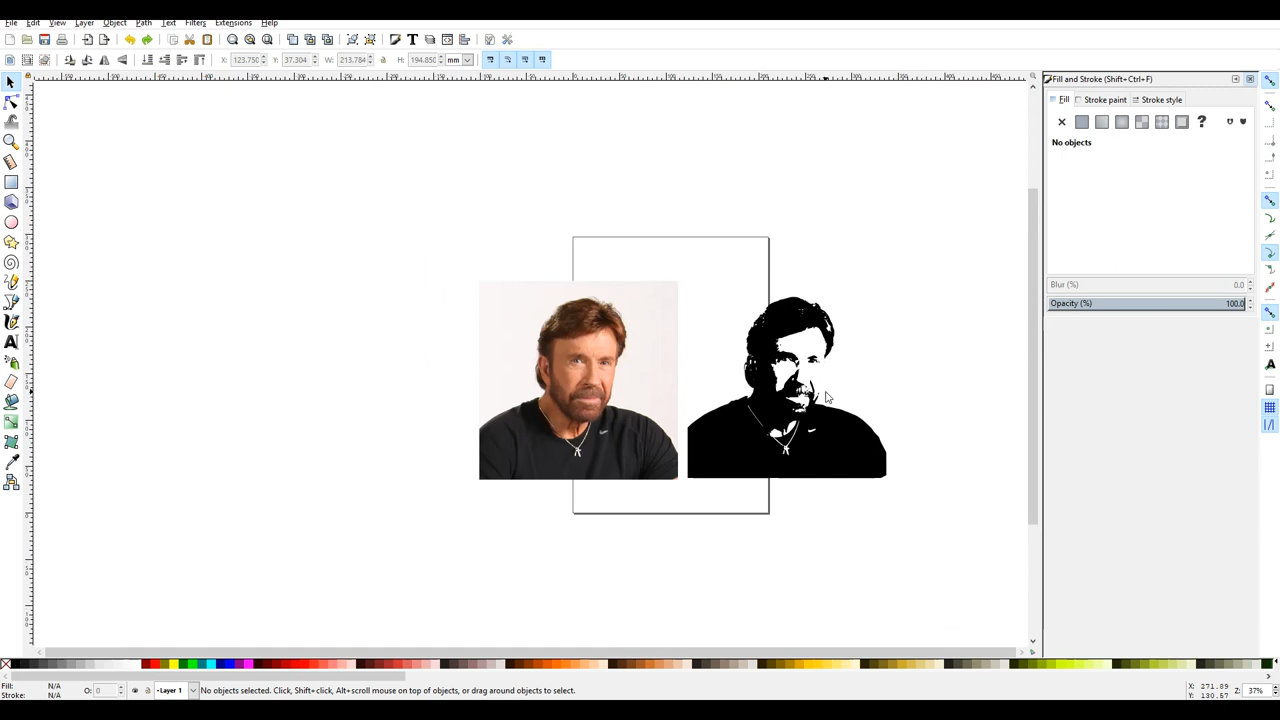 File Edit View Layer Object Path Text Filters Extensions Help
X: 123.750 Y: 37.304 W: 213.784 H: 194.850 mm
Fill and Stroke (Shift+Ctrl+F)
Fill Stroke paint Stroke style
?
No objects
Blur (%) 0.0
Opacity (%) 100.0
Fill: N/A
Stroke: N/A
O: 0
Layer 1
No objects selected. Click, Shift+click, Alt+scroll mouse on top of objects, or drag around objects to select.
X: 271.89
Y: 130.57
Z: 37%